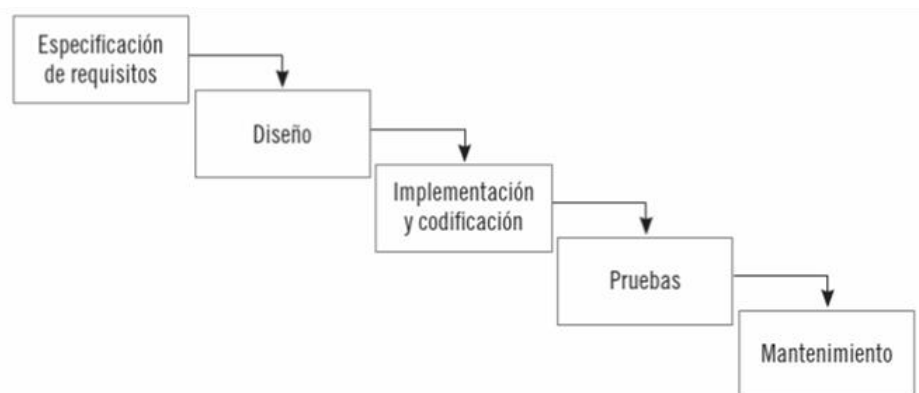 Especificación
de requisitos
Diseño
Implementación
y codificación
Pruebas
Mantenimiento